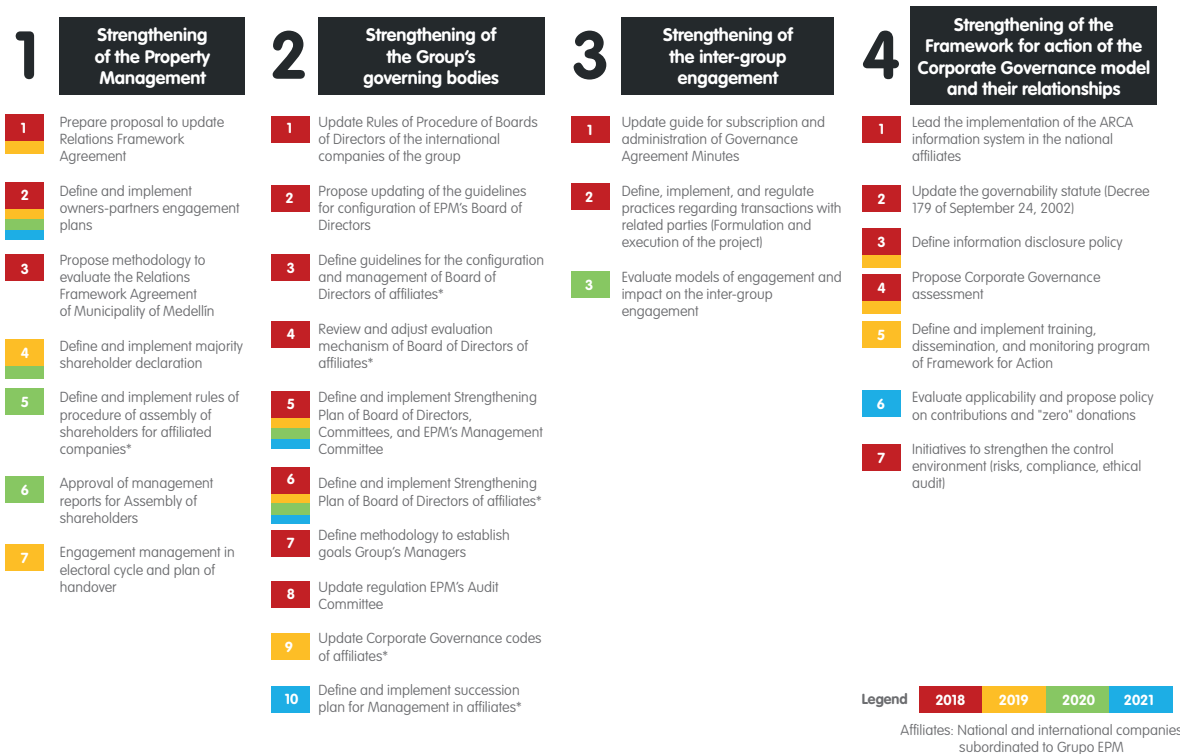 1
Strengthening
of the Property
Management
1
Prepare proposal to update
Relations Framework
Agreement
2
Define and implement
owners-partners engagement
plans
3
Propose methodology to
evaluate the Relations
Framework Agreement
of Municipality of Medellín
4
Define and implement majority
shareholder declaration
5
Define and implement rules of
procedure of assembly of
shareholders for affiliated
companies*
6
Approval of management
reports for Assembly of
shareholders
7
Engagement management in
electoral cycle and plan of
handover
2
Strengthening of
the Group's
governing bodies
1
Update Rules of Procedure of Boards
of Directors of the international
companies of the group
2
Propose updating of the guidelines
for configuration of EPM's Board of
Directors
3
Define guidelines for the configuration
and management of Board of
Directors of affiliates*
4
Review and adjust evaluation
mechanism of Board of Directors of
affiliates*
5
Define and implement Strengthening
Plan of Board of Directors,
Committees, and EPM's Management
Committee
6
Define and implement Strengthening
Plan of Board of Directors of affiliates*
7
Define methodology to establish
goals Group's Managers
8
Update regulation EPM's Audit
Committee
9
Update Corporate Governance codes
of affiliates*
10
Define and implement succession
plan for Management in affiliates*
3
Strengthening of
the inter-group
engagement
1
Update guide for subscription and
administration of Governance
Agreement Minutes
2
Define, implement, and regulate
practices regarding transactions with
related parties (Formulation and
execution of the project)
3
Evaluate models of engagement and
impact on the inter-group
engagement
4
Strengthening of the
Framework for action of the
Corporate Governance model
and their relationships
1
Lead the implementation of the ARCA
information system in the national
affiliates
2
Update the governability statute (Decree
179 of September 24, 2002)
3
Define information disclosure policy
4
Propose Corporate Governance
assessment
5
Define and implement training,
dissemination, and monitoring program
of Framework for Action
6
Evaluate applicability and propose policy
on contributions and "zero" donations
7
Initiatives to strengthen the control
environment (risks, compliance, ethical
audit)
Legend 2018 2019 2020 2021
Affiliates: National and international companies
subordinated to Grupo EPM